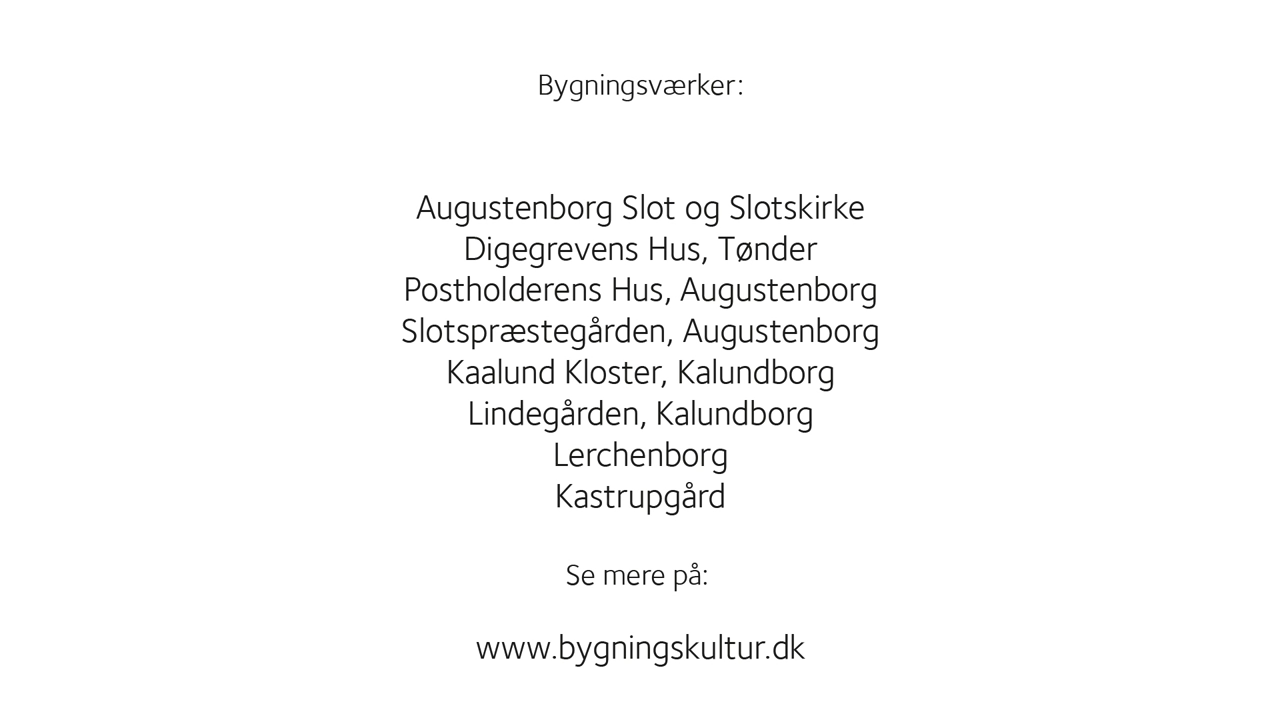 Bygningsværker:
Augustenborg Slot og Slotskirke
Digegrevens Hus, Tønder
Postholderens Hus, Augustenborg
Slotspræstegården, Augustenborg
Kaalund Kloster, Kalundborg
Lindegården, Kalundborg
Lerchenborg
Kastrupgård
Se mere på:
www.bygningskultur.dk